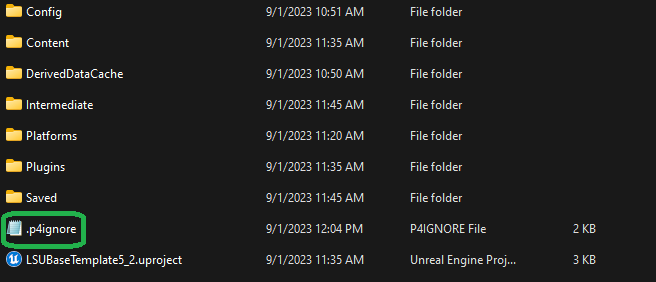 Config 9/1/2023 10:51 AM File folder
Content 9/1/2023 11:35 AM File folder
DerivedDataCache 9/1/2023 10:50 AM File folder
Intermediate 9/1/2023 11:45 AM File folder
Platforms 9/1/2023 11:20 AM File folder
Plugins 9/1/2023 11:35 AM File folder
Saved 9/1/2023 11:45 AM File folder
.p4ignore 9/1/2023 12:04 PM P4IGNORE File 2 KB
LSUBaseTemplate5_2.uproject 9/1/2023 11:35 AM Unreal Engine Proj... 3 KB